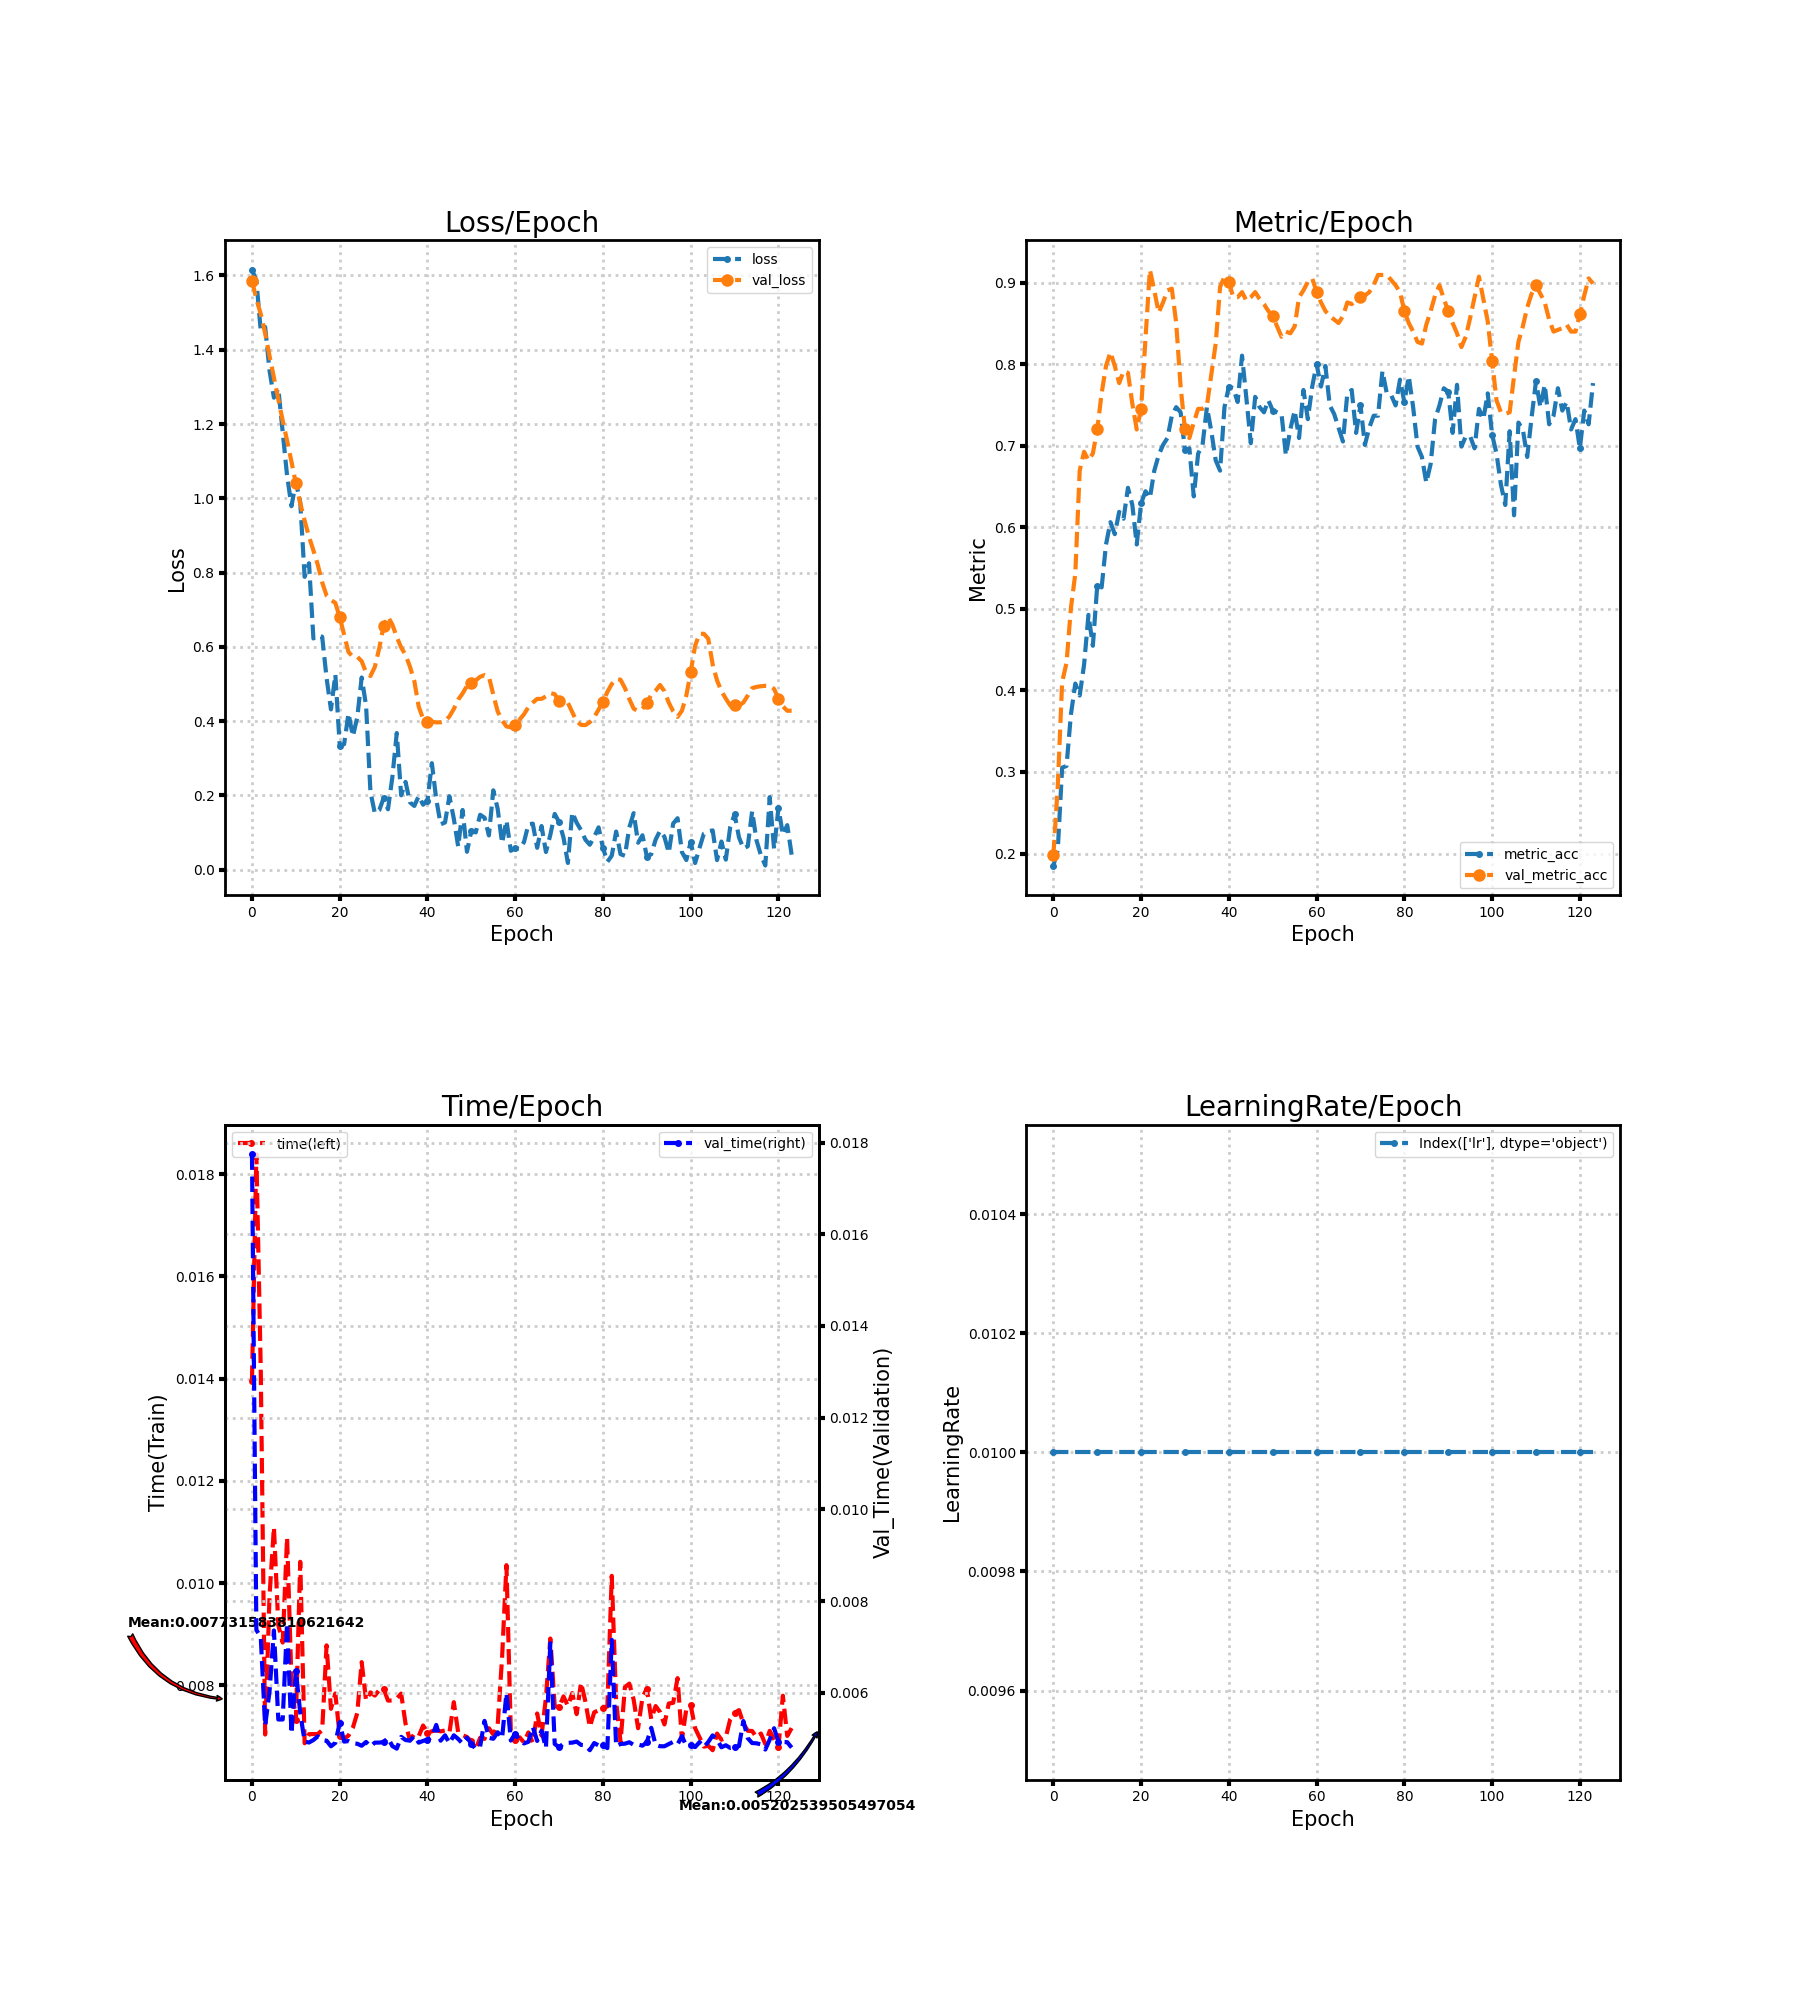 Loss/Epoch
loss
val_loss
1.6
1.4
1.2
1.0
0.8
0.6
0.4
0.2
0.0
Loss
0 20 40 60 80 100 120
Epoch
Metric/Epoch
0.9
0.8
0.7
0.6
0.5
0.4
0.3
0.2
Metric
metric_acc
val_metric_acc
0 20 40 60 80 100 120
Epoch
Time/Epoch
time(left)
val_time(right)
0.018
0.016
0.014
0.012
0.010
0.008
Time(Train)
0.018
0.016
0.014
0.012
0.010
0.008
0.006
Val_Time(Validation)
Mean:0.007731583810621642
0 20 40 60 80 100 120
Mean:0.005202539505497054
Epoch
LearningRate/Epoch
Index(['lr'], dtype='object')
0.0104
0.0102
0.0100
0.0098
0.0096
LearningRate
0 20 40 60 80 100 120
Epoch